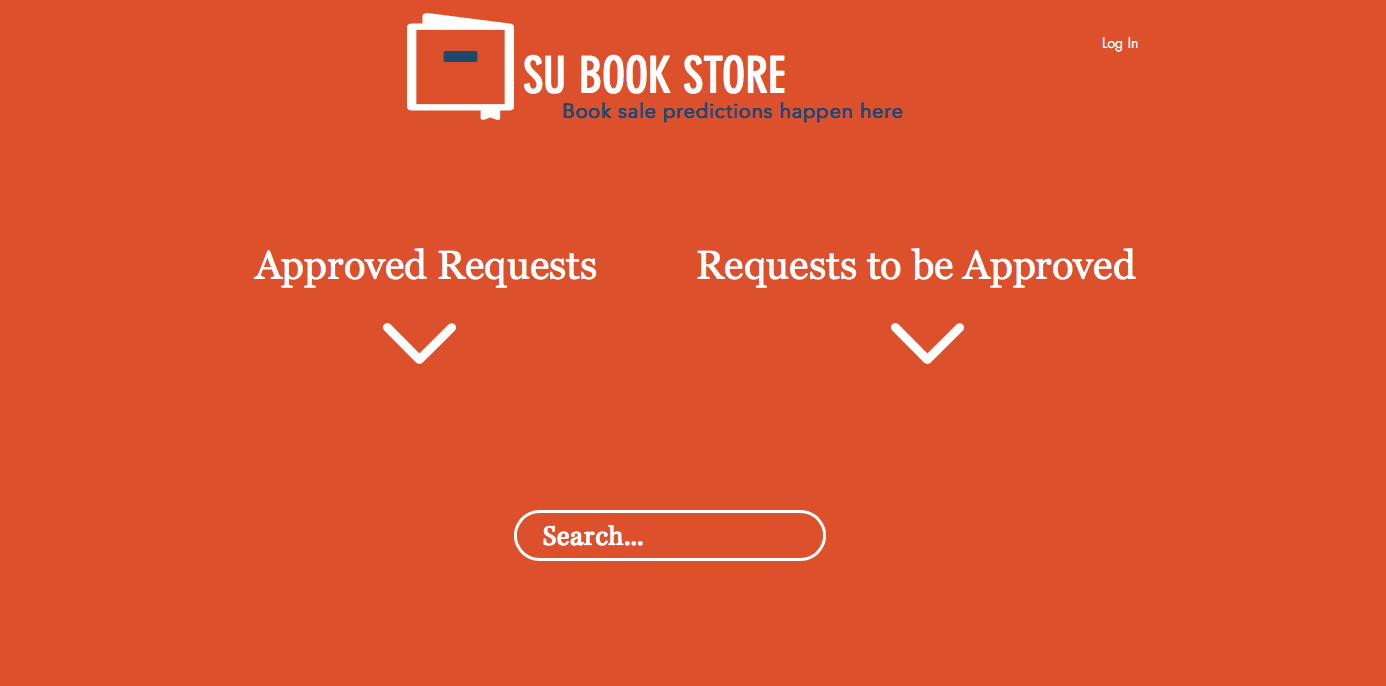 Log In
SU BOOK STORE
Book sale predictions happen here
Approved Requests
Requests to be Approved
Search...